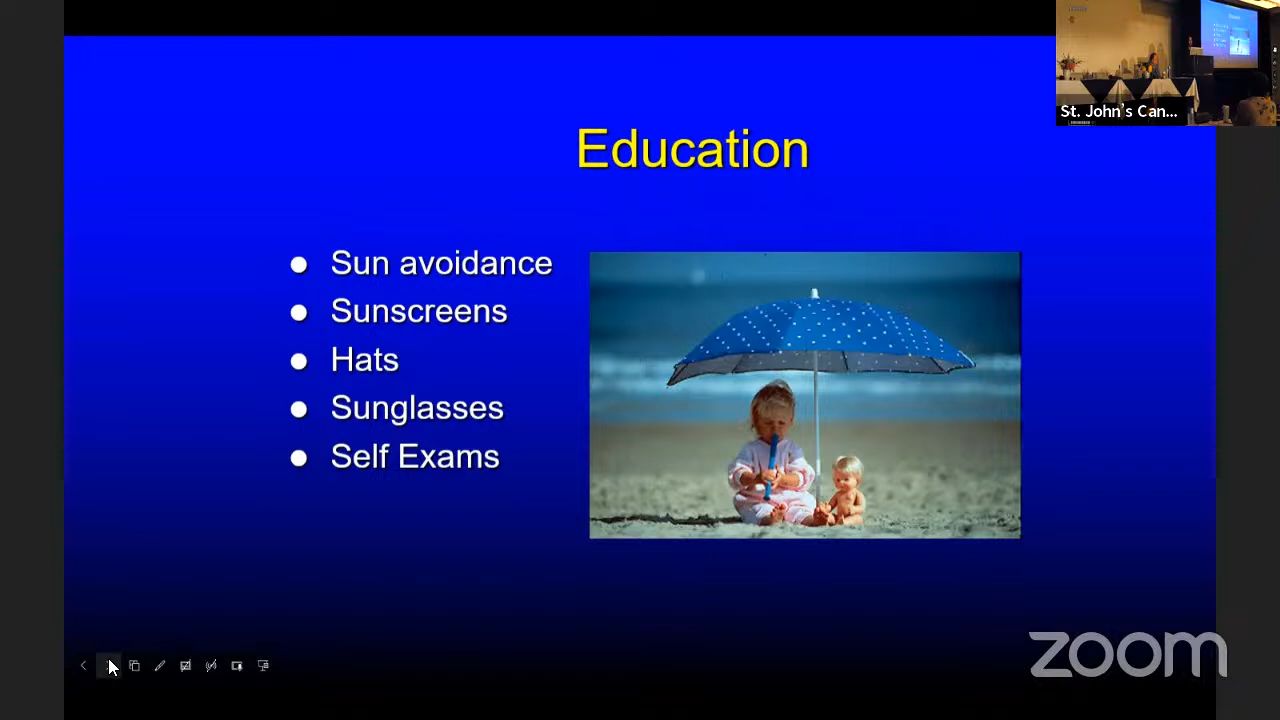 St. John's Can...
Education
Sun avoidance
Sunscreens
Hats
Sunglasses
Self Exams
zoom